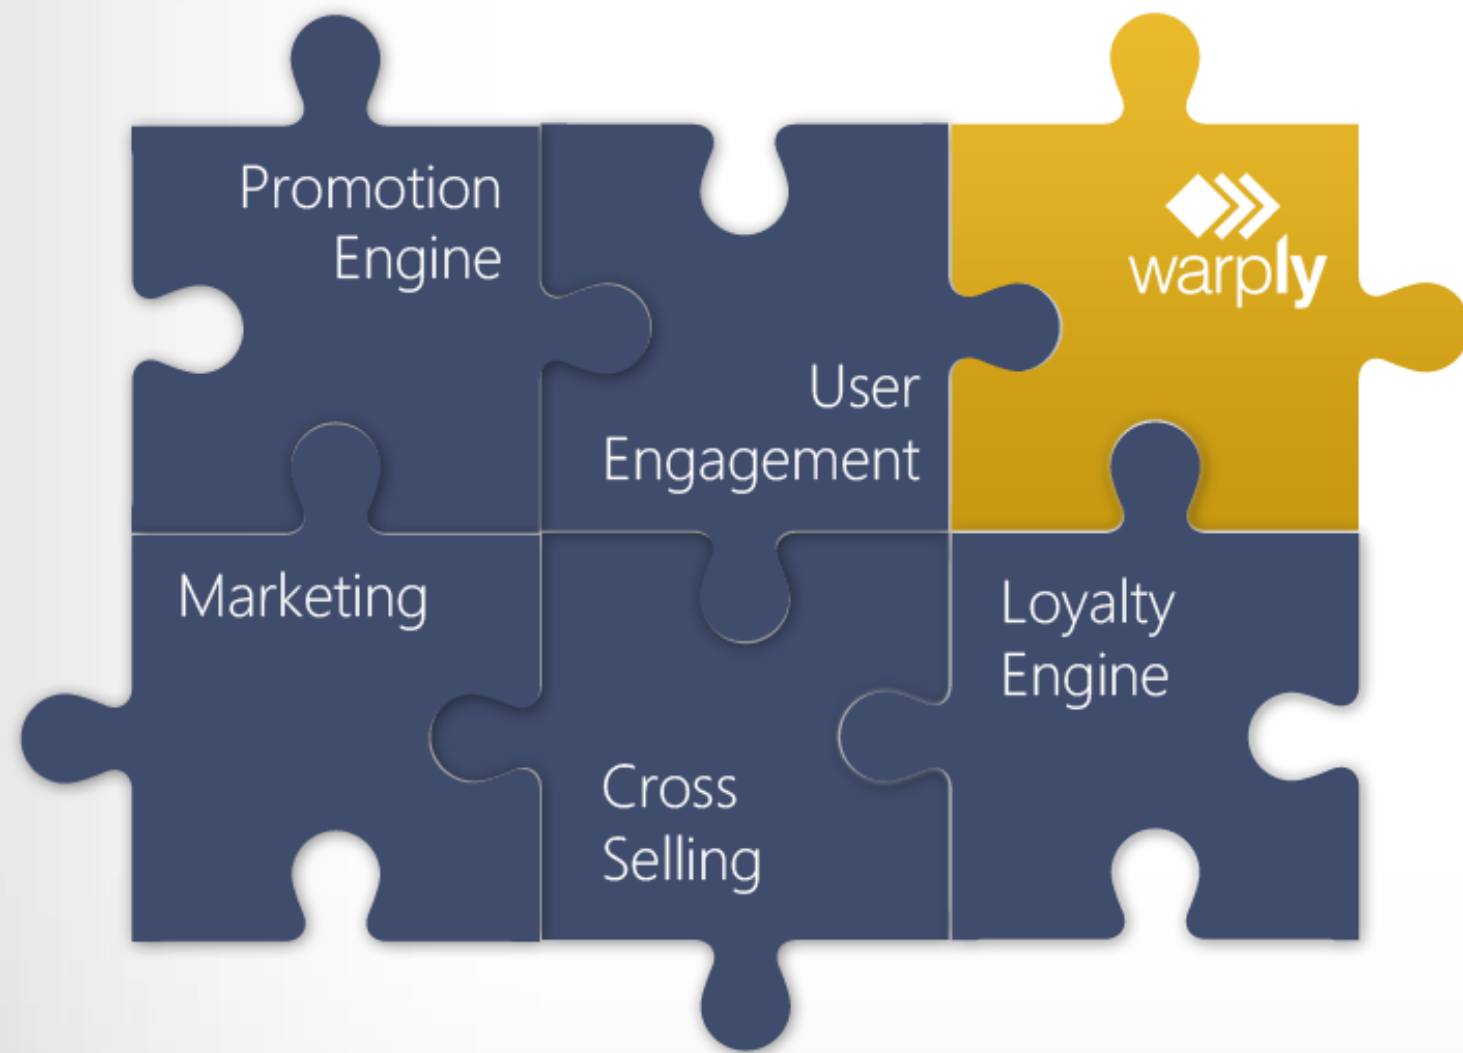 Promotion
Engine
User
Engagement
warply
Marketing
Cross
Selling
Loyalty
Engine